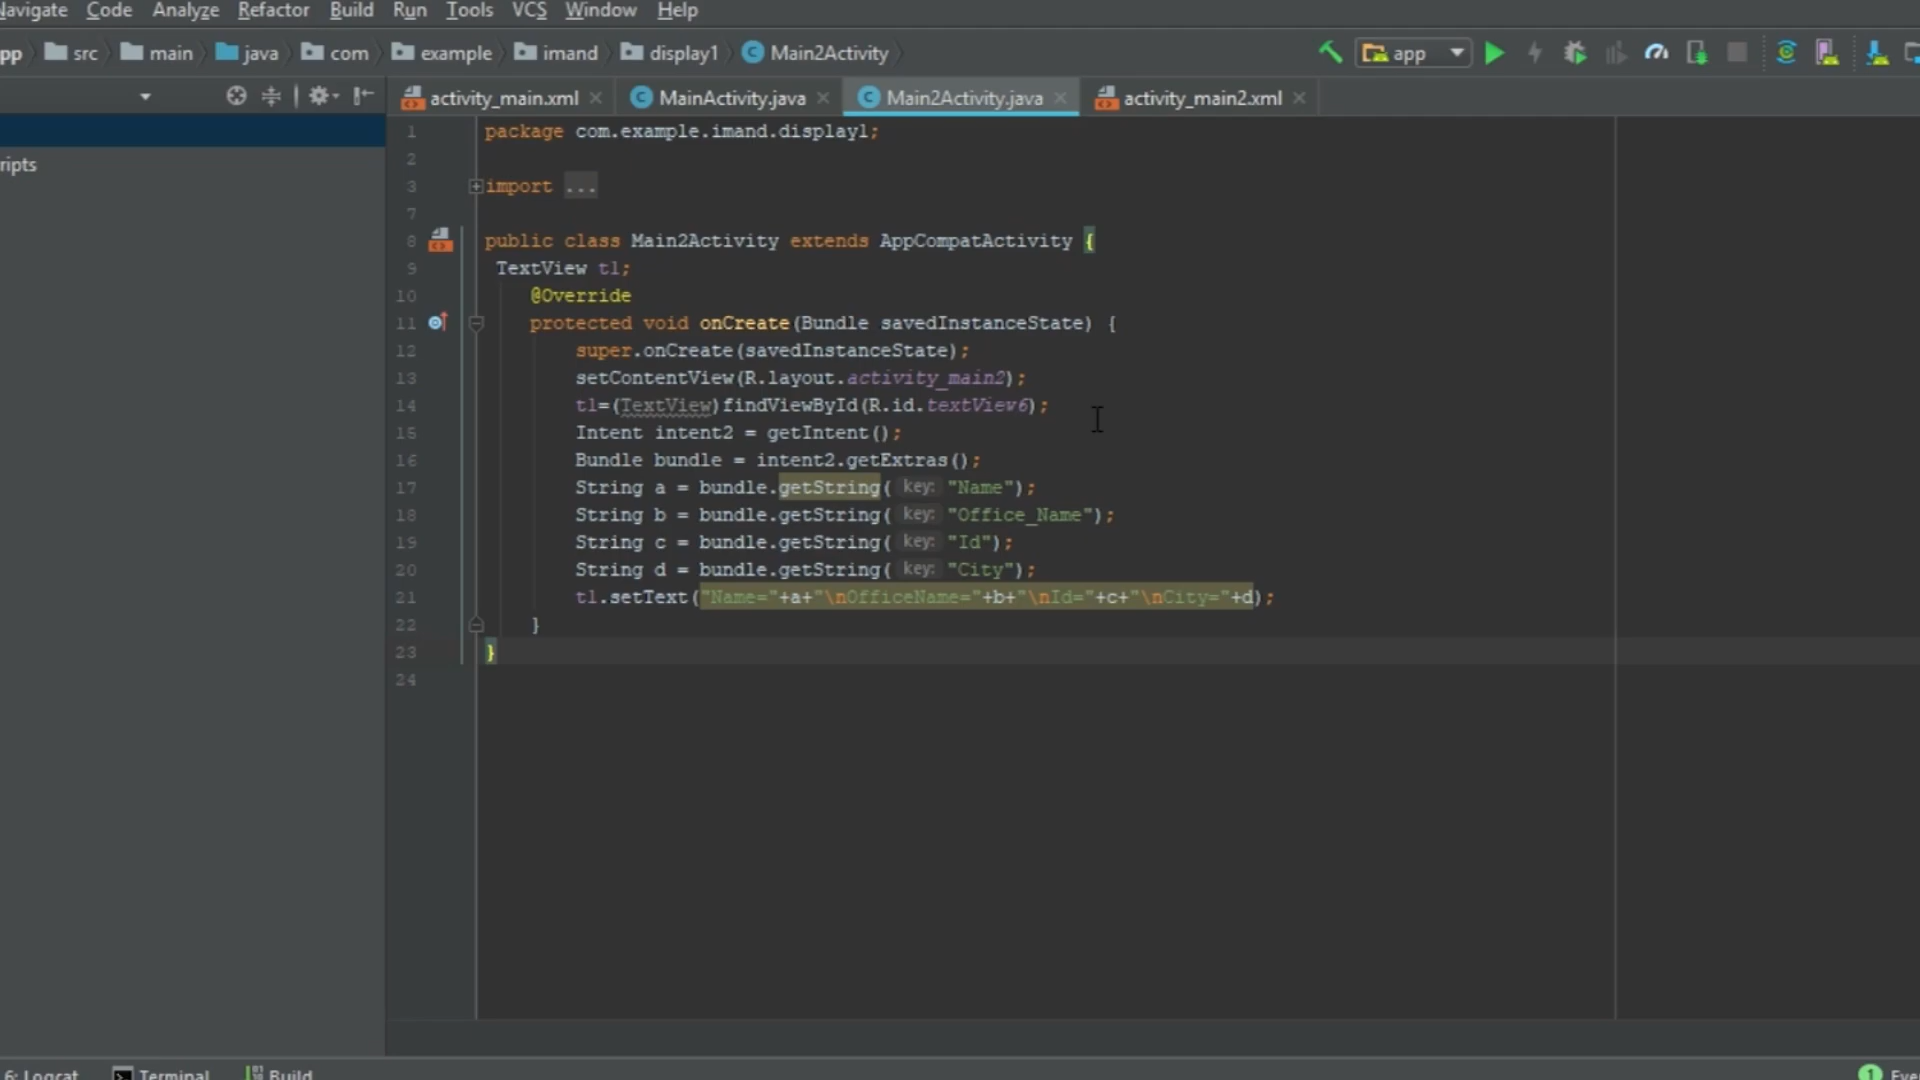 Navigate Code Analyze Refactor Build Run Tools VCS Window Help
pp src main java com example imand display1 Main2Activity app
activity_main.xml MainActivity.java Main2Activity.java activity_main2.xml
ripts
1 package com.example.imand.display1;
2
3 import ...
7
8 public class Main2Activity extends AppCompatActivity {
9 TextView t1;
10 @Override
11 protected void onCreate(Bundle savedInstanceState) {
12 super.onCreate(savedInstanceState);
13 setContentView(R.layout.activity_main2);
14 t1=(TextView)findViewById(R.id.textView6);
15 Intent intent2 = getIntent();
16 Bundle bundle = intent2.getExtras();
17 String a = bundle.getString( key: "Name");
18 String b = bundle.getString( key: "Office_Name");
19 String c = bundle.getString( key: "Id");
20 String d = bundle.getString( key: "City");
21 t1.setText("Name="+a+"\nOfficeName="+b+"\nId="+c+"\nCity="+d);
22 }
23 }
24
6: Logcat Terminal Build 1 Eve